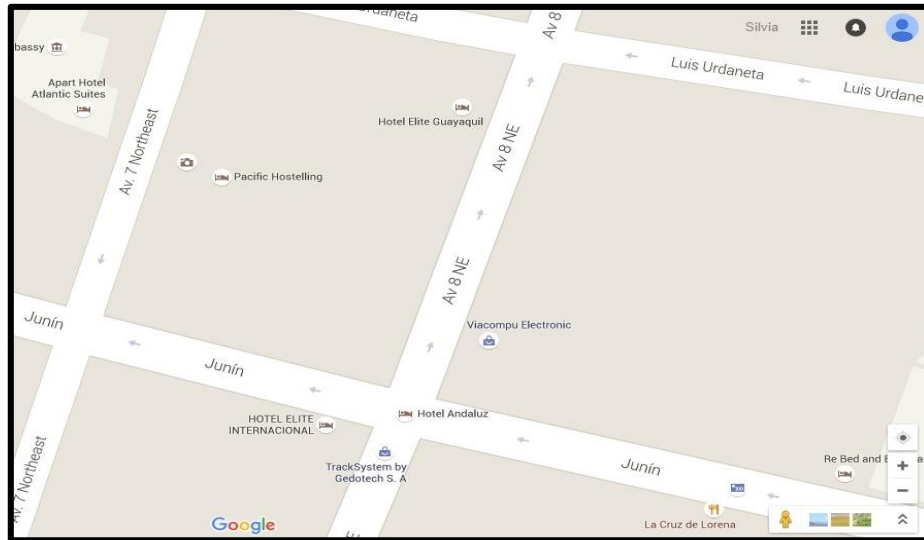 Urdaneta
Av 8
Silvia
bassy
Luis Urdaneta
Luis Urdane
Apart Hotel
Atlantic Suites
Hotel Elite Guayaquil
Av. 7 Northeast
Av 8 NE
Pacific Hostelling
Av 8 NE
Junín
Viacompu Electronic
Junín
HOTEL ELITE
INTERNACIONAL
Hotel Andaluz
TrackSystem by
Gedotech S. A
Junín
Re Bed and B
Av. 7 Northeast
La Cruz de Lorena
Google